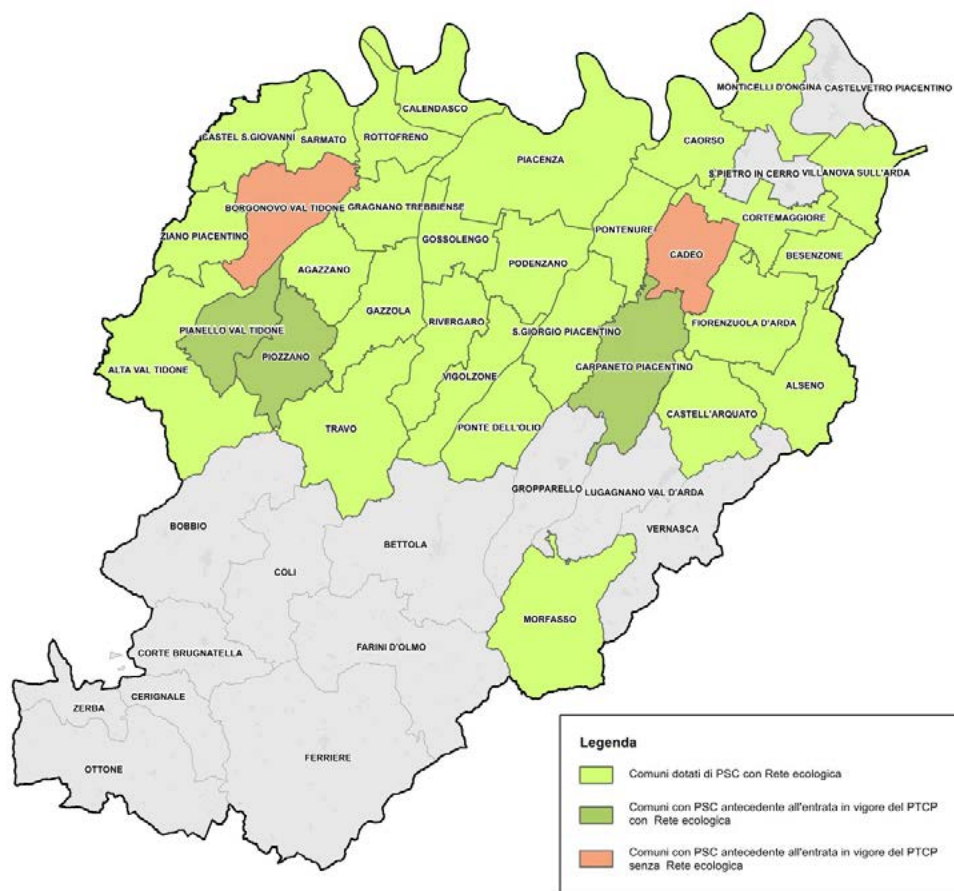 MONTICELLI D'ONGINA
CASTELVETRO PIACENTINO
CALENDASCO
CASTEL S.GIOVANNI
SARMATO
ROTTOFRENO
CAORSO
PIACENZA
S.PIETRO IN CERRO
VILLANOVA SULL'ARDA
BORGONOVO VAL TIDONE
GRAGNANO TREBBIENSE
CORTEMAGGIORE
ZIANO PIACENTINO
GOSSOLENGO
PONTENURE
CADEO
BESENZONE
AGAZZANO
PODENZANO
GAZZOLA
RIVERGARO
FIORENZUOLA D'ARDA
PIANELLO VAL TIDONE
S.GIORGIO PIACENTINO
PIOZZANO
ALTA VAL TIDONE
CARPANETO PIACENTINO
VIGOLZONE
ALSENO
CASTELL'ARQUATO
TRAVO
PONTE DELL'OLIO
GROPPARELLO
LUGAGNANO VAL D'ARDA
BOBBIO
VERNASCA
BETTOLA
COLI
MORFASSO
FARINI D'OLMO
CORTE BRUGNATELLA
CERIGNALE
ZERBA
FERRIERE
OTTONE
Legenda
Comuni dotati di PSC con Rete ecologica
Comuni con PSC antecedente all'entrata in vigore del PTCP
con Rete ecologica
Comuni con PSC antecedente all'entrata in vigore del PTCP
senza Rete ecologica